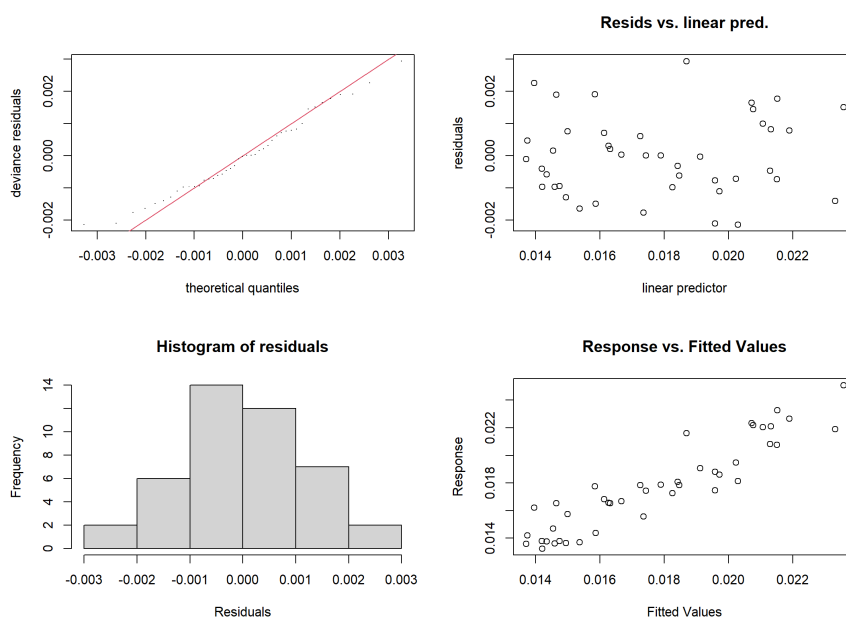 deviance residuals
-0.002 0.000 0.002
-0.003 -0.002 -0.001 0.000 0.001 0.002 0.003
theoretical quantiles
Resids vs. linear pred.
residuals
-0.002 0.000 0.002
0.014 0.016 0.018 0.020 0.022
linear predictor
Histogram of residuals
Frequency
0 2 4 6 8 10 14
-0.003 -0.002 -0.001 0.000 0.001 0.002 0.003
Residuals
Response vs. Fitted Values
Response
0.014 0.018 0.022
0.014 0.016 0.018 0.020 0.022
Fitted Values